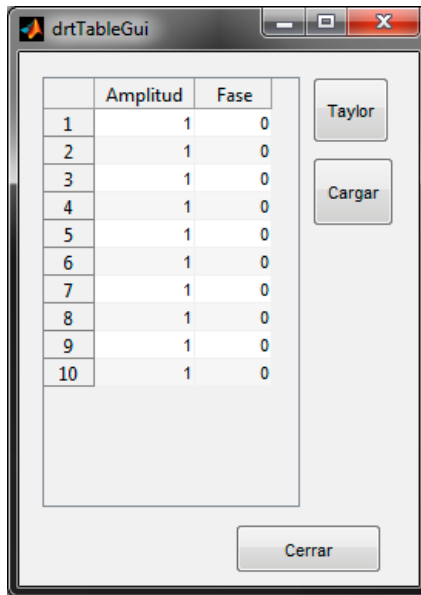 drtTableGui
Amplitud Fase
1 1 0
2 1 0
3 1 0
4 1 0
5 1 0
6 1 0
7 1 0
8 1 0
9 1 0
10 1 0
Taylor
Cargar
Cerrar